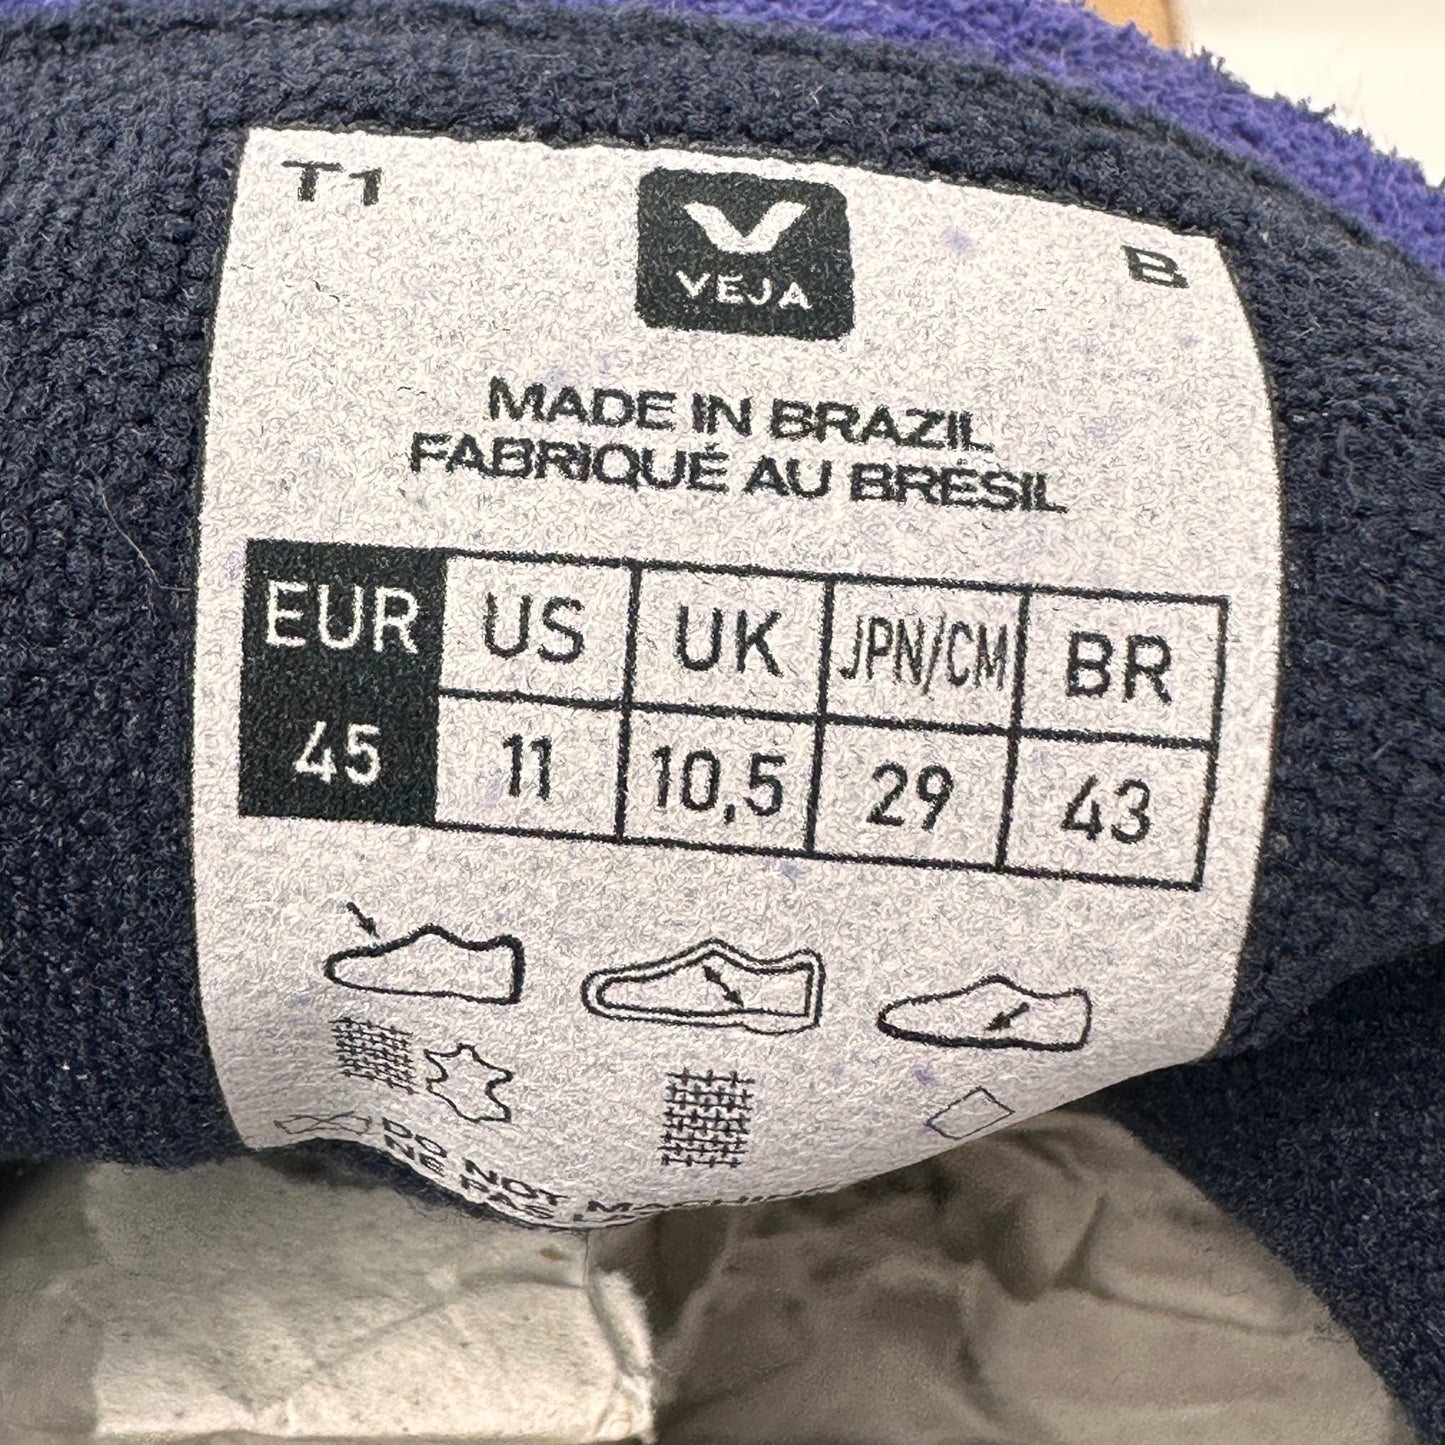 T1
VEJA
B
MADE IN BRAZIL
FABRIQUÉ AU BRÉSIL
EUR US UK JPN/CM BR
45 11 10,5 29 43
DO NOT
NE PAS